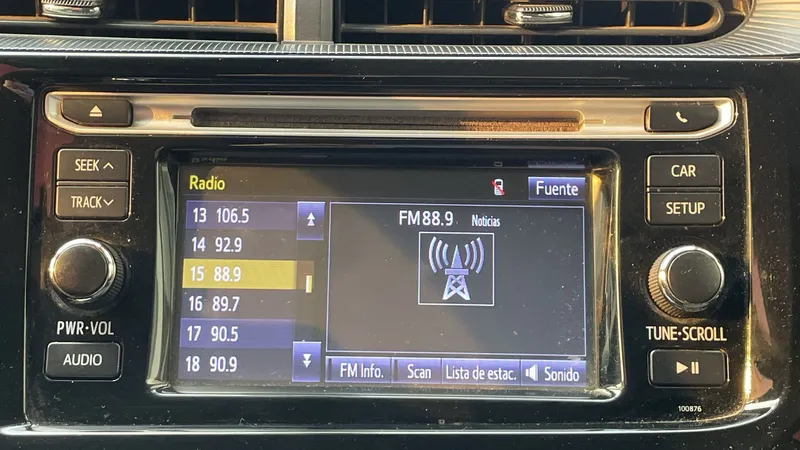 SEEK
TRACK
PWR•VOL
AUDIO
Radio
Fuente
13 106.5
14 92.9
15 88.9
16 89.7
17 90.5
18 90.9
FM88.9 Noticias
FM Info. Scan Lista de estac. Sonido
CAR
SETUP
TUNE•SCROLL
100876